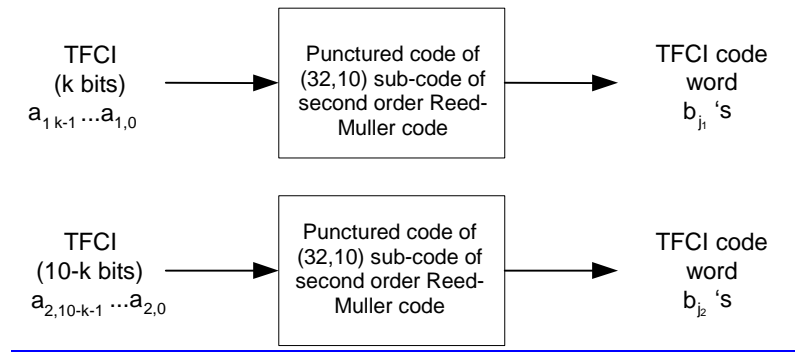 TFCI
(k bits)
a1 k-1 ...a1,0
Punctured code of
(32,10) sub-code of
second order Reed-
Muller code
TFCI code
word
bj1 ‘s
TFCI
(10-k bits)
a2,10-k-1 ...a2,0
Punctured code of
(32,10) sub-code of
second order Reed-
Muller code
TFCI code
word
bj2 ‘s